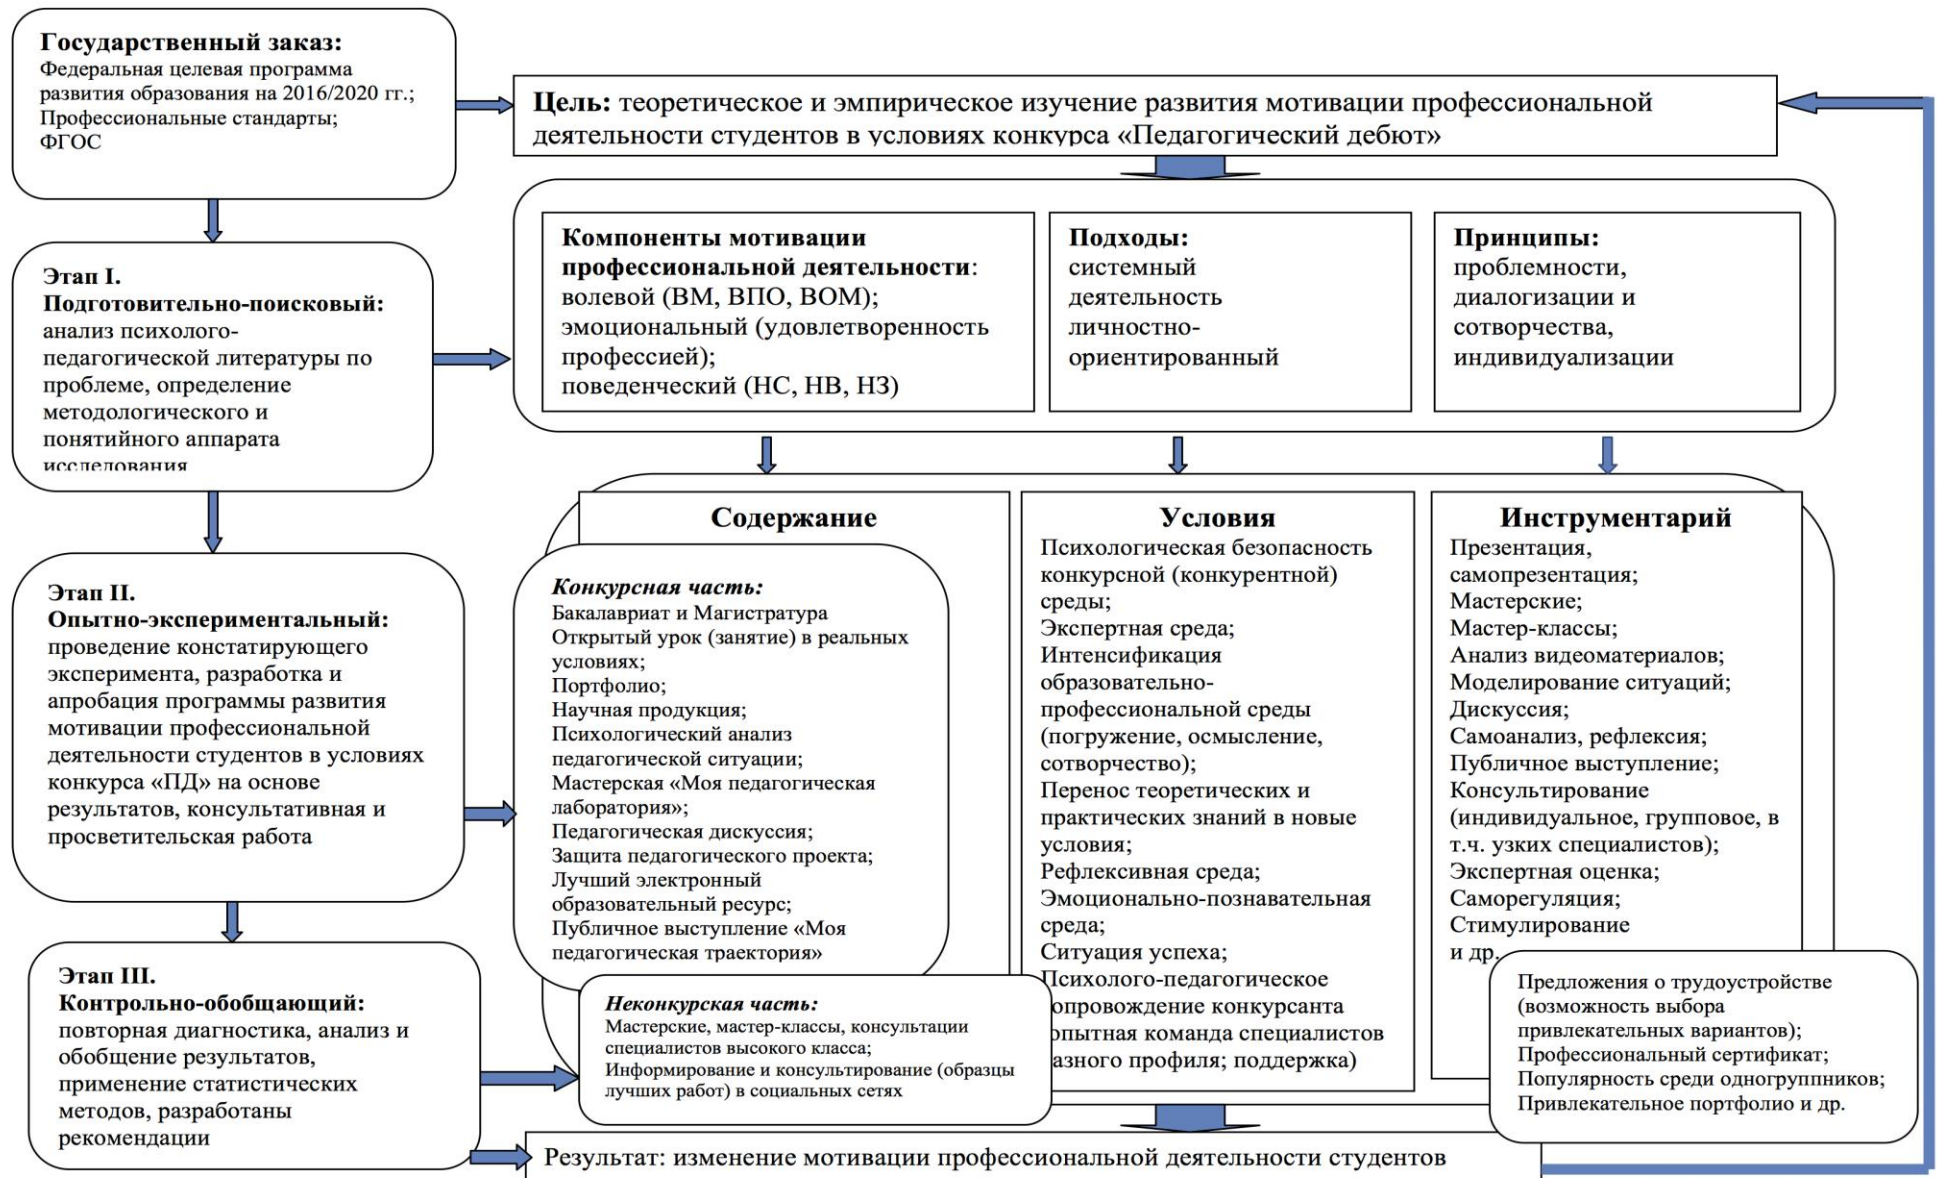 Государственный заказ:
Федеральная целевая программа
развития образования на 2016/2020 гг.;
Профессиональные стандарты;
ФГОС
Цель: теоретическое и эмпирическое изучение развития мотивации профессиональной
деятельности студентов в условиях конкурса «Педагогический дебют»
Этап I.
Подготовительно-поисковый:
анализ психолого-
педагогической литературы по
проблеме, определение
методологического и
понятийного аппарата
исследования
Компоненты мотивации
профессиональной деятельности:
волевой (ВМ, ВПО, ВОМ);
эмоциональный (удовлетворенность
профессией);
поведенческий (НС, НВ, НЗ)
Подходы:
системный
деятельность
личностно-
ориентированный
Принципы:
проблемности,
диалогизации и
сотворчества,
индивидуализации
Этап II.
Опытно-экспериментальный:
проведение констатирующего
эксперимента, разработка и
апробация программы развития
мотивации профессиональной
деятельности студентов в условиях
конкурса «ПД» на основе
результатов, консультативная и
просветительская работа
Содержание
Конкурсная часть:
Бакалавриат и Магистратура
Открытый урок (занятие) в реальных
условиях;
Портфолио;
Научная продукция;
Психологический анализ
педагогической ситуации;
Мастерская «Моя педагогическая
лаборатория»;
Педагогическая дискуссия;
Защита педагогического проекта;
Лучший электронный
образовательный ресурс;
Публичное выступление «Моя
педагогическая траектория»
Неконкурская часть:
Мастерские, мастер-классы, консультации
специалистов высокого класса;
Информирование и консультирование (образцы
лучших работ) в социальных сетях
Условия
Психологическая безопасность
конкурсной (конкурентной)
среды;
Экспертная среда;
Интенсификация
образовательно-
профессиональной среды
(погружение, осмысление,
сотворчество);
Перенос теоретических и
практических знаний в новые
условия;
Рефлексивная среда;
Эмоционально-познавательная
среда;
Ситуация успеха;
Психолого-педагогическое
опровождение конкурсанта
опытная команда специалистов
азного профиля; поддержка)
Инструментарий
Презентация,
самопрезентация;
Мастерские;
Мастер-классы;
Анализ видеоматериалов;
Моделирование ситуаций;
Дискуссия;
Самоанализ, рефлексия;
Публичное выступление;
Консультирование
(индивидуальное, групповое, в
т.ч. узких специалистов);
Экспертная оценка;
Саморегуляция;
Стимулирование
и др.
Предложения о трудоустройстве
(возможность выбора
привлекательных вариантов);
Профессиональный сертификат;
Популярность среди одногруппников;
Привлекательное портфолио и др.
Этап III.
Контрольно-обобщающий:
повторная диагностика, анализ и
обобщение результатов,
применение статистических
методов, разработаны
рекомендации
Результат: изменение мотивации профессиональной деятельности студентов